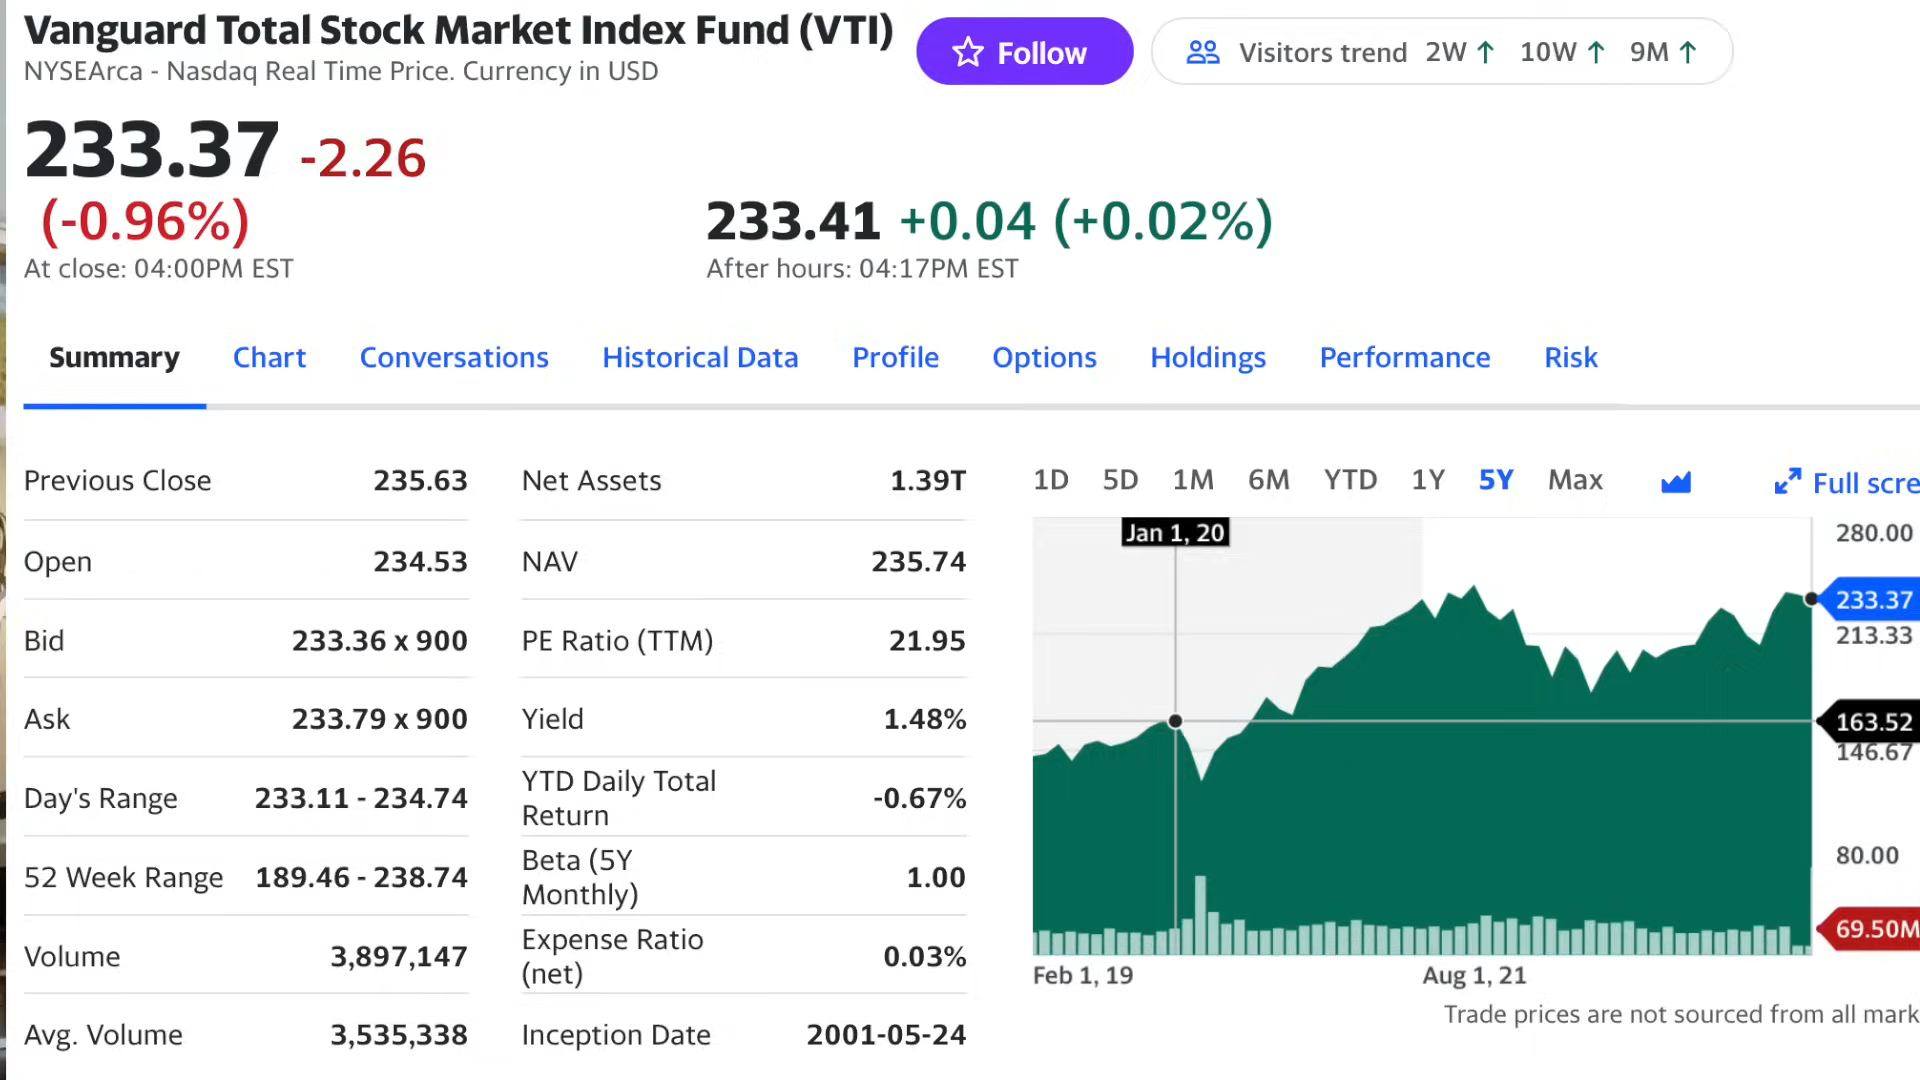 Vanguard Total Stock Market Index Fund (VTI)
NYSEArca - Nasdaq Real Time Price. Currency in USD
Follow
Visitors trend 2W ↑ 10W ↑ 9M ↑
233.37 -2.26
(-0.96%)
At close: 04:00PM EST
233.41 +0.04 (+0.02%)
After hours: 04:17PM EST
Summary Chart Conversations Historical Data Profile Options Holdings Performance Risk
Previous Close 235.63
Open 234.53
Bid 233.36 x 900
Ask 233.79 x 900
Day's Range 233.11 - 234.74
52 Week Range 189.46 - 238.74
Volume 3,897,147
Avg. Volume 3,535,338
Net Assets 1.39T
NAV 235.74
PE Ratio (TTM) 21.95
Yield 1.48%
YTD Daily Total
Return -0.67%
Beta (5Y
Monthly) 1.00
Expense Ratio
(net) 0.03%
Inception Date 2001-05-24
1D 5D 1M 6M YTD 1Y 5Y Max
Full scre
Jan 1, 20
280.00
233.37
213.33
163.52
146.67
80.00
69.50M
Feb 1, 19 Aug 1, 21
Trade prices are not sourced from all mark